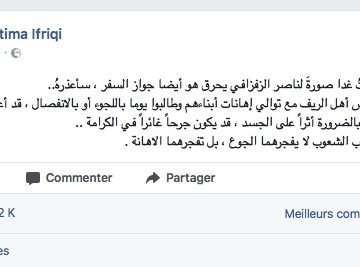 tima Ifriqi
غدا صورةَ لناصر الزفزافي يحرق هو أيضا جواز السفر ، سأعذرهُ..
أهل الريف مع توالي إهانات أبناءهم وطالبوا يوما باللجوء أو بالانفصال ، قد
بالضرورة أثراً على الجسد ، قد يكون جرحاً غائراً في الكرامة ..
الشعوب لا يفجرهما الجوع ، بل تفجرهما الاهانة .
Commenter Partager
2 K Meilleurs com
es